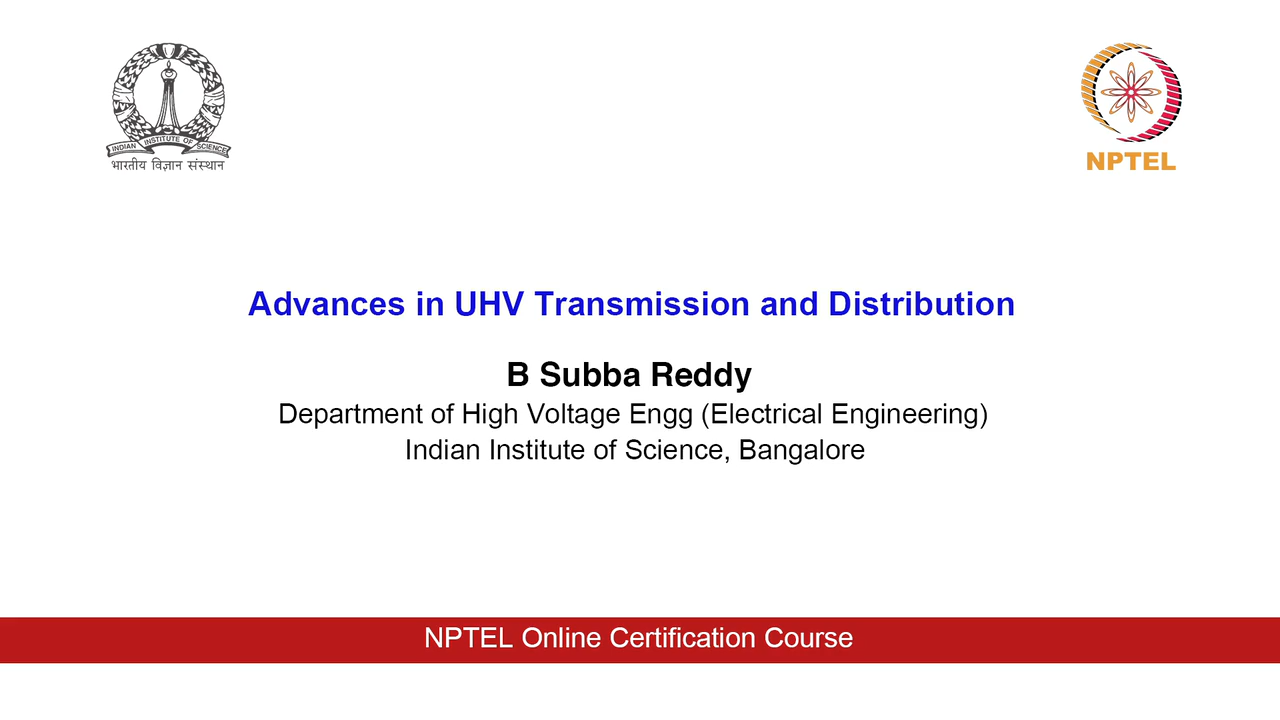 INDIAN INSTITUTE OF SCIENCE
भारतीय विज्ञान संस्थान
NPTEL
Advances in UHV Transmission and Distribution
B Subba Reddy
Department of High Voltage Engg (Electrical Engineering)
Indian Institute of Science, Bangalore
NPTEL Online Certification Course